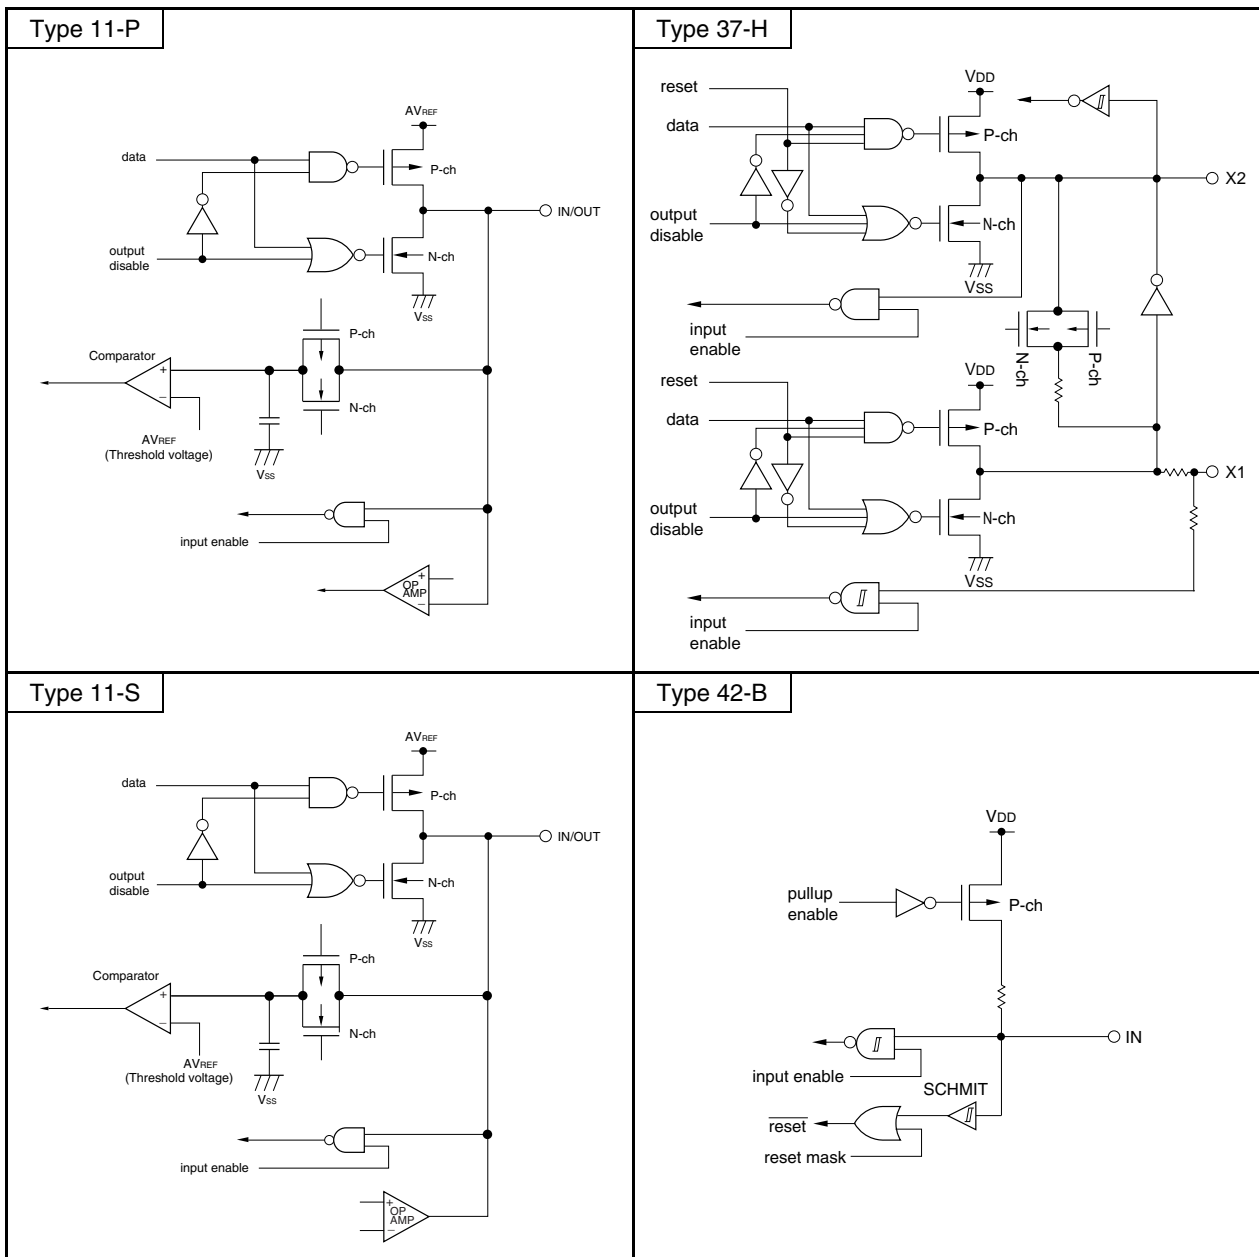 Type 11-P
AVREF
data
P-ch
IN/OUT
output
disable
N-ch
VSS
P-ch
Comparator
+
−
N-ch
AVREF
(Threshold voltage)
VSS
input enable
+
OP
AMP
−
Type 37-H
reset
VDD
data
P-ch
X2
output
disable
N-ch
VSS
input
enable
N-ch
P-ch
reset
VDD
data
P-ch
X1
output
disable
N-ch
VSS
input
enable
Type 11-S
AVREF
data
P-ch
IN/OUT
output
disable
N-ch
VSS
P-ch
Comparator
+
−
N-ch
AVREF
(Threshold voltage)
VSS
input enable
+
OP
AMP
−
Type 42-B
VDD
pullup
enable
P-ch
IN
input enable
SCHMIT
reset
reset mask